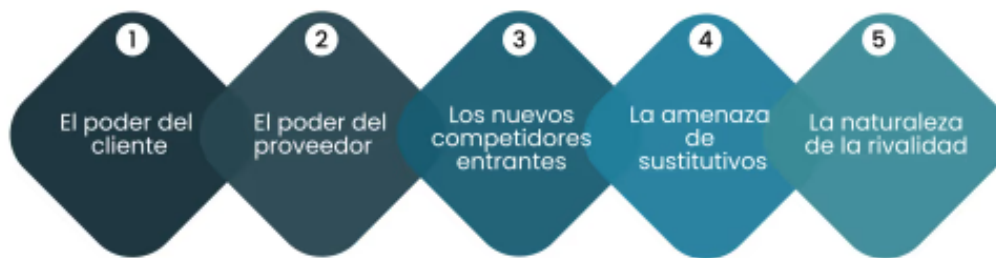 1
El poder del
cliente
2
El poder del
proveedor
3
Los nuevos
competidores
entrantes
4
La amenaza
de
sustitutivos
5
La naturaleza
de la rivalidad